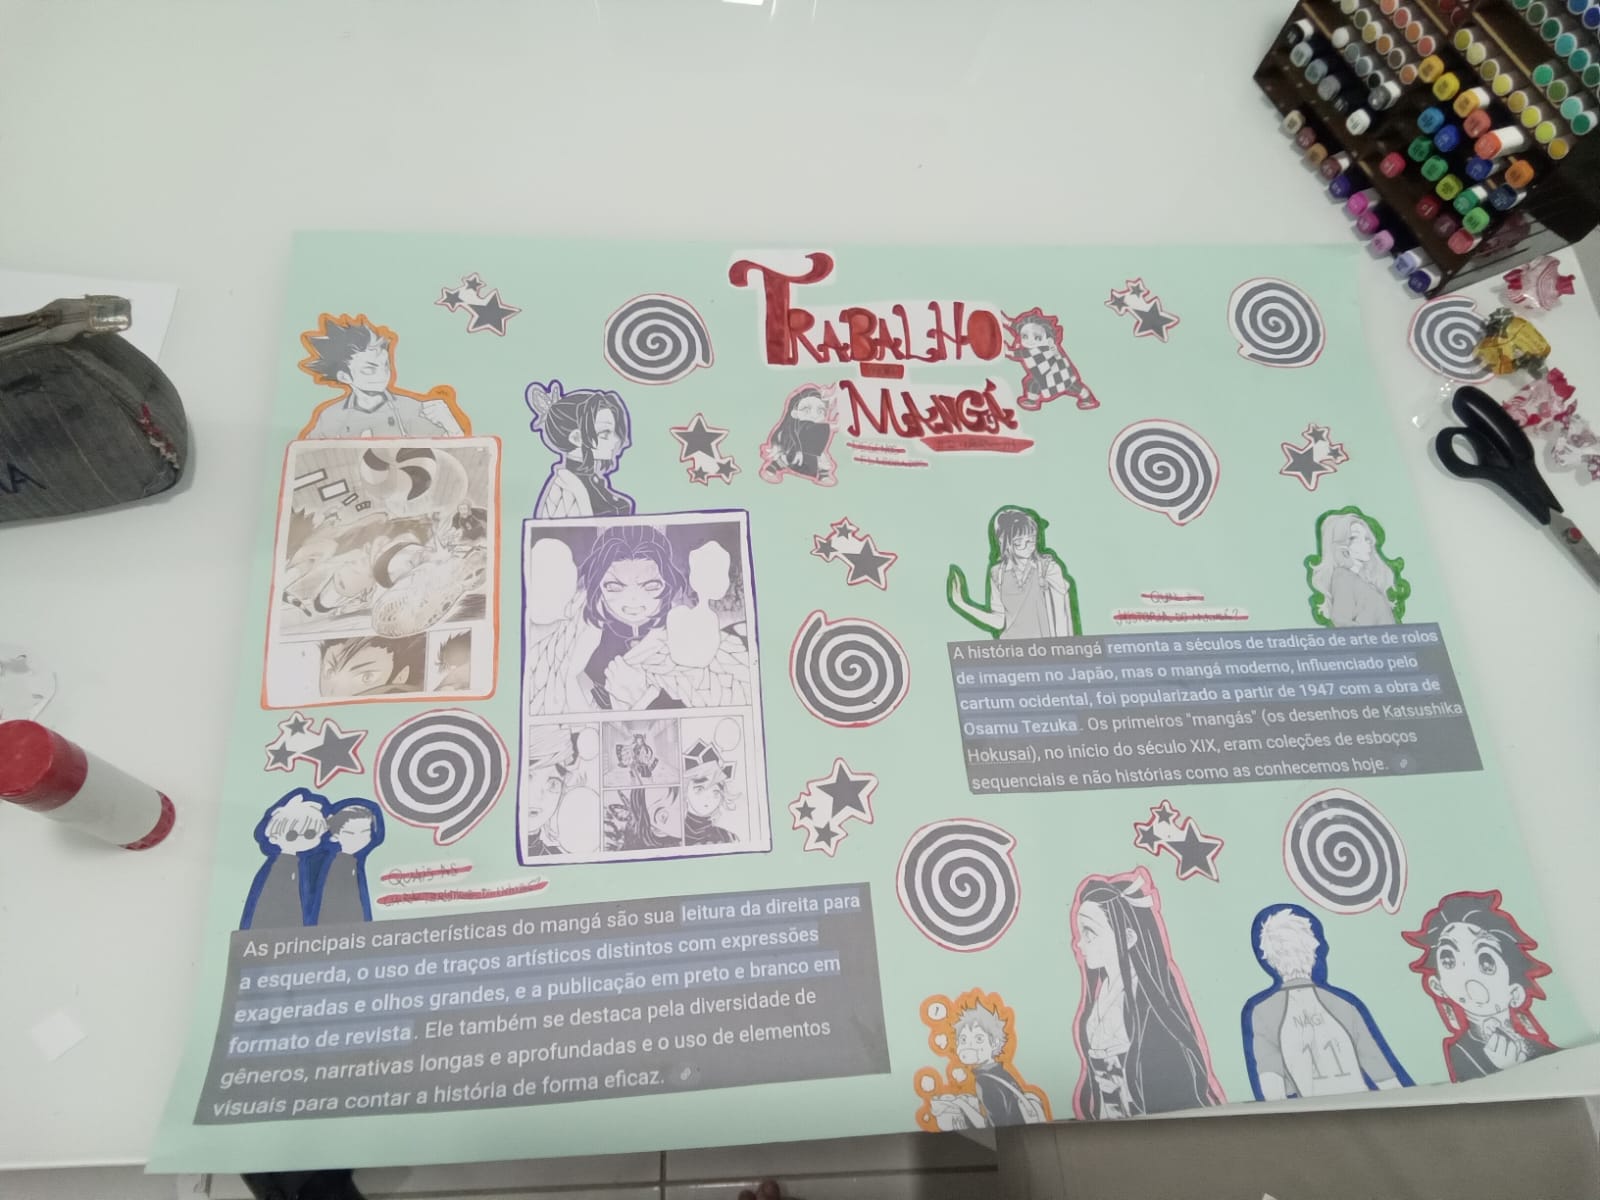 TRABALHO
MANGÁ
DESENHOS
ELABORADOS
QUAL A
HISTORIA DO MANGÁ?
A história do mangá remonta a séculos de tradição de arte de rolos
de imagem no Japão, mas o mangá moderno, influenciado pelo
cartum ocidental, foi popularizado a partir de 1947 com a obra de
Osamu Tezuka. Os primeiros "mangás" (os desenhos de Katsushika
Hokusai), no início do século XIX, eram coleções de esboços
sequenciais e não histórias como as conhecemos hoje.
QUAIS AS
As principais características do mangá são sua leitura da direita para
a esquerda, o uso de traços artísticos distintos com expressões
exageradas e olhos grandes, e a publicação em preto e branco em
formato de revista. Ele também se destaca pela diversidade de
gêneros, narrativas longas e aprofundadas e o uso de elementos
visuais para contar a história de forma eficaz.
NAGI
11